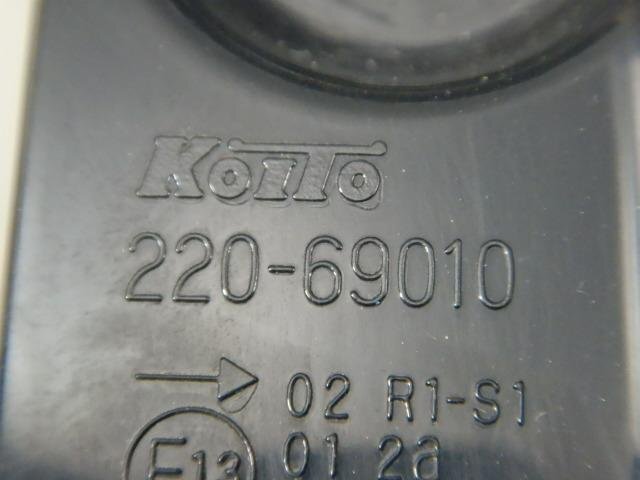 KoiTo
220-69010
→ 02 R1-S1
E13 01 2a